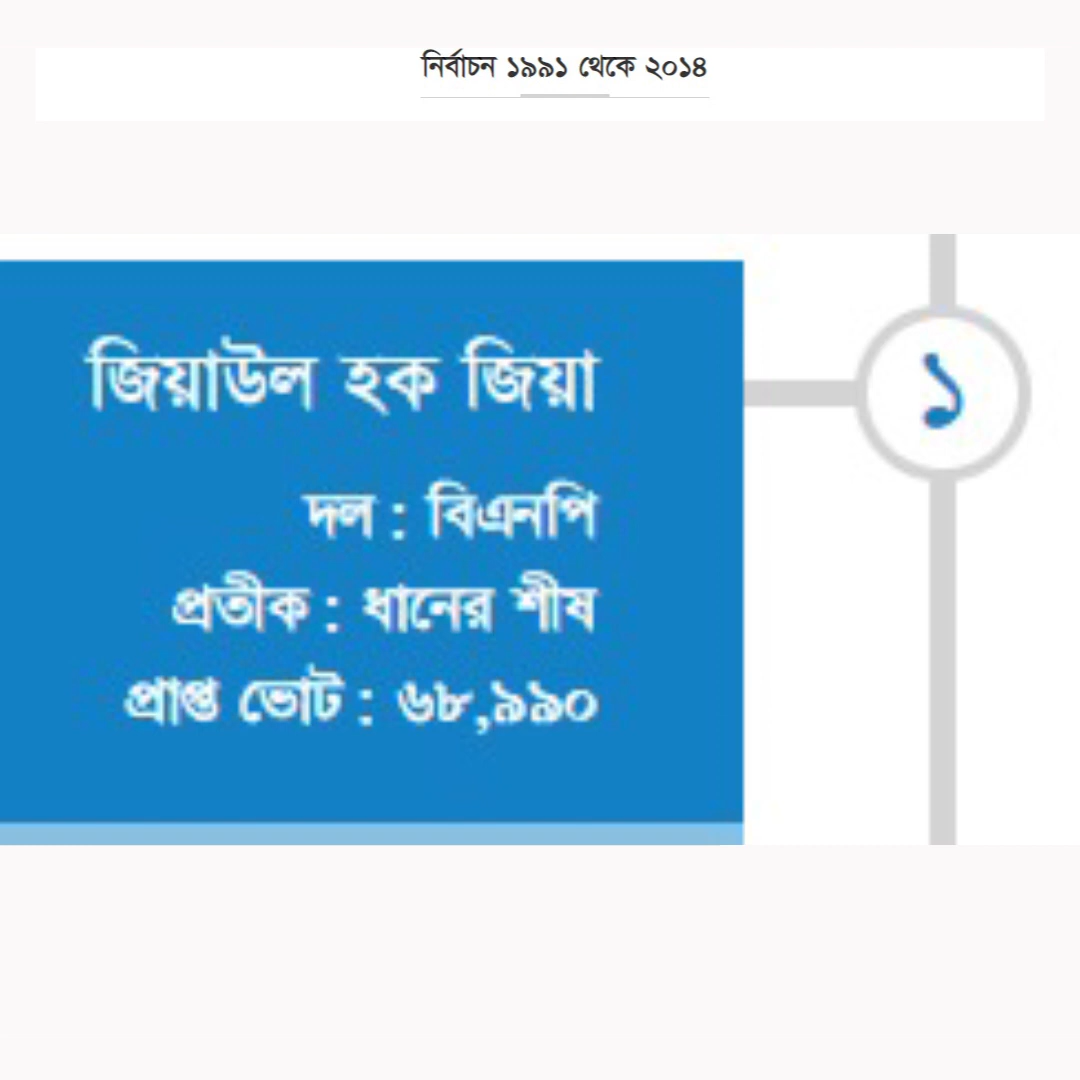 নির্বাচন ১৯৯১ থেকে ২০১৪
জিয়াউল হক জিয়া
১
দল : বিএনপি
প্রতীক : ধানের শীষ
প্রাপ্ত ভোট : ৬৮,৯৯০